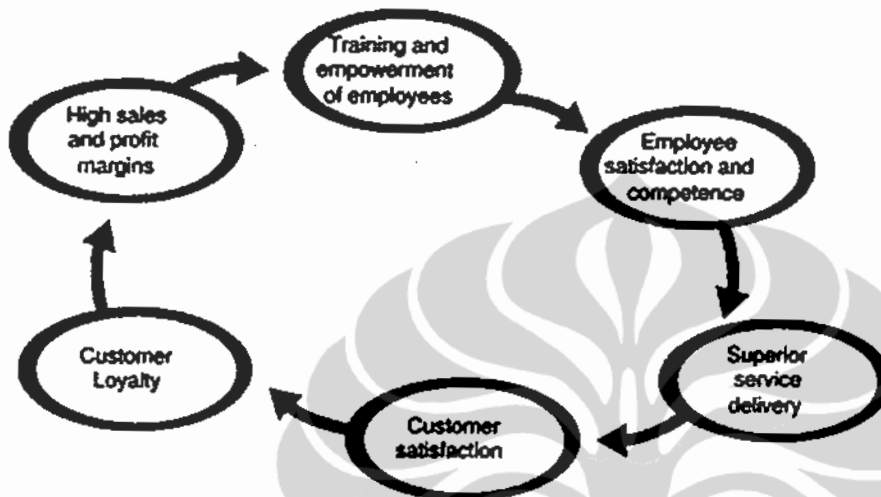 Training and
empowerment
of employees
Employee
satisfaction and
competence
Superior
service
delivery
Customer
satisfaction
Customer
Loyalty
High sales
and profit
margins